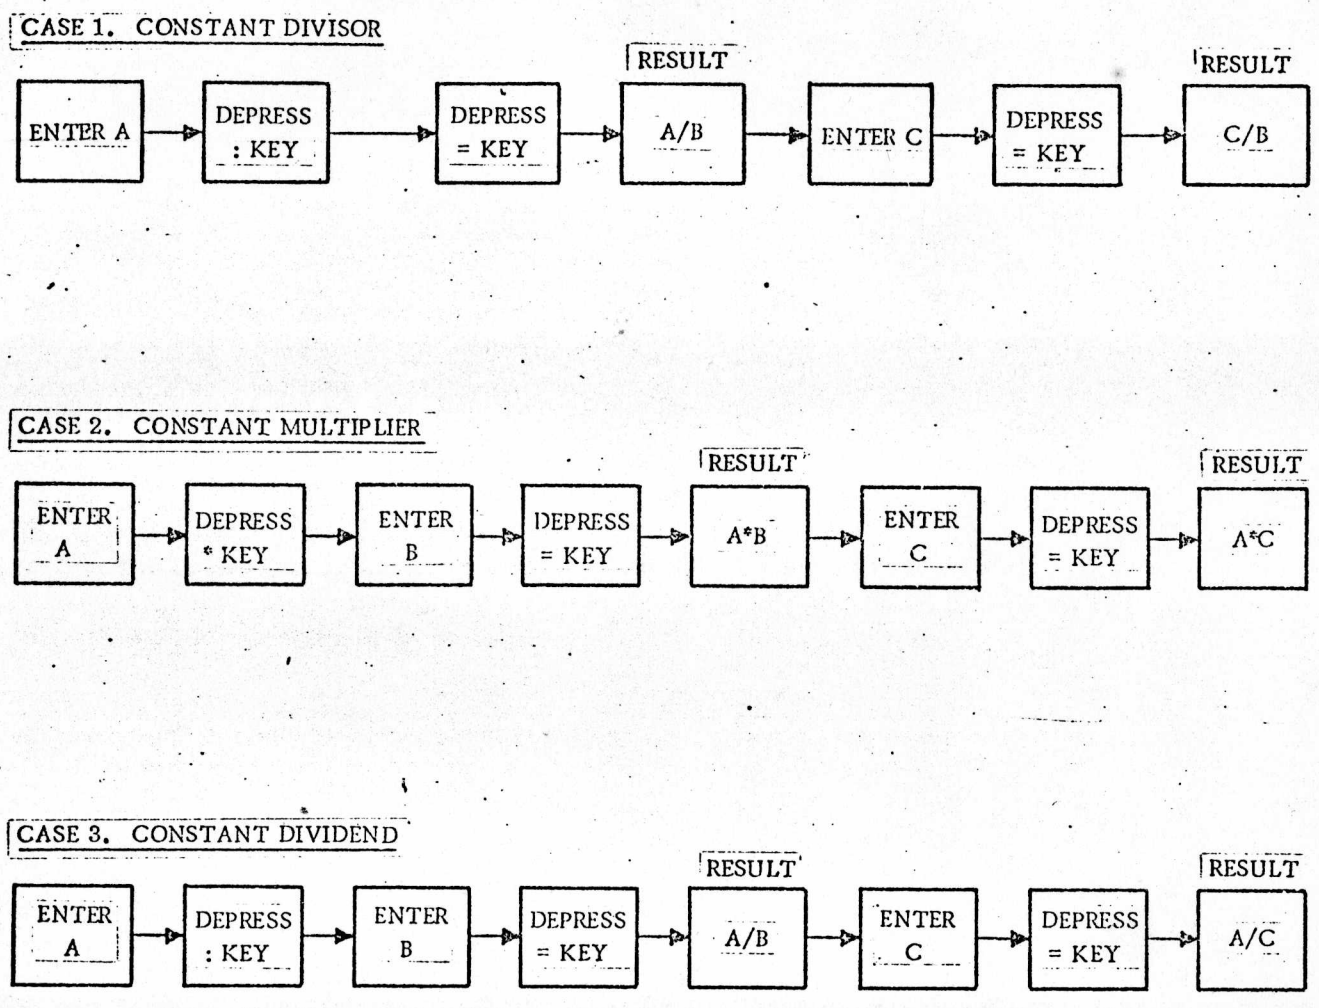 CASE 1. CONSTANT DIVISOR
RESULT
RESULT
ENTER A
DEPRESS
: KEY
DEPRESS
= KEY
A/B
ENTER C
DEPRESS
= KEY
C/B
CASE 2. CONSTANT MULTIPLIER
RESULT
RESULT
ENTER
A
DEPRESS
* KEY
ENTER
B
DEPRESS
= KEY
A*B
ENTER
C
DEPRESS
= KEY
A*C
CASE 3. CONSTANT DIVIDEND
RESULT
RESULT
ENTER
A
DEPRESS
: KEY
ENTER
B
DEPRESS
= KEY
A/B
ENTER
C
DEPRESS
= KEY
A/C